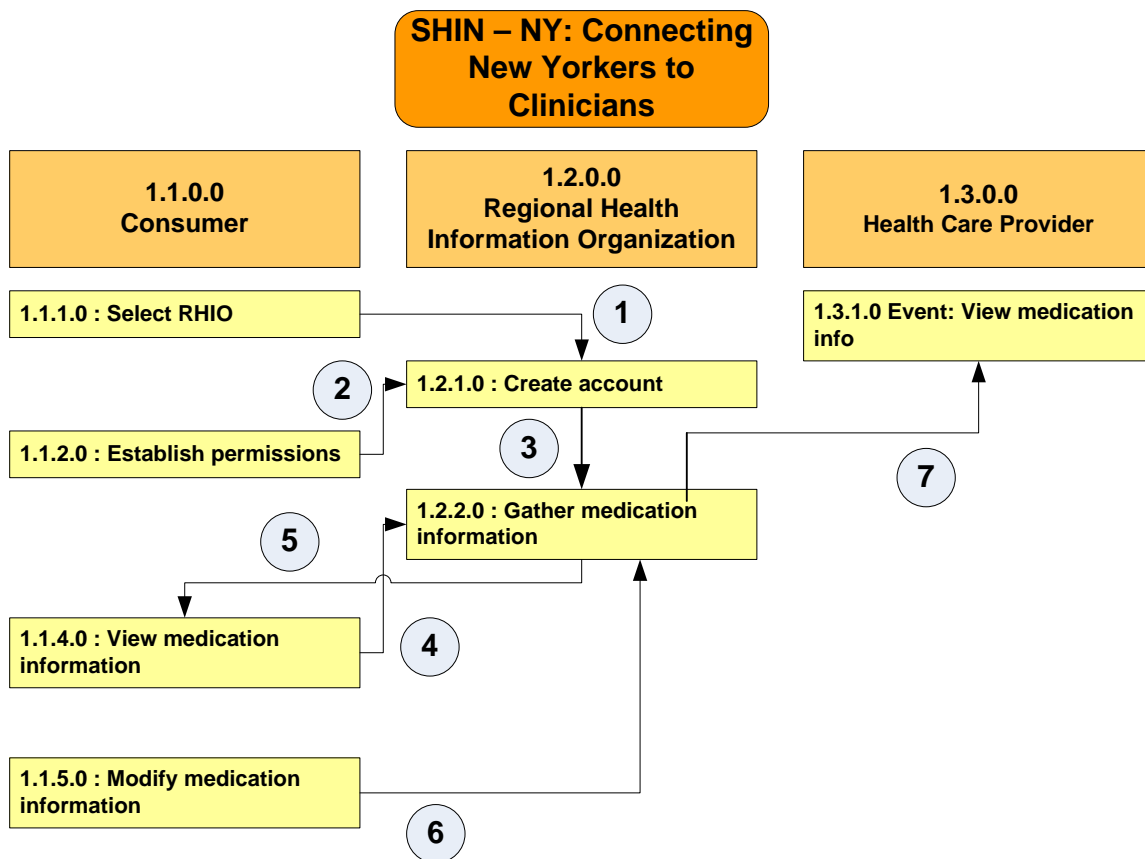 SHIN – NY: Connecting
New Yorkers to
Clinicians
1.1.0.0
Consumer
1.2.0.0
Regional Health
Information Organization
1.3.0.0
Health Care Provider
1.1.1.0 : Select RHIO
1
1.3.1.0 Event: View medication
info
2
1.2.1.0 : Create account
1.1.2.0 : Establish permissions
3
7
1.2.2.0 : Gather medication
information
5
1.1.4.0 : View medication
information
4
1.1.5.0 : Modify medication
information
6